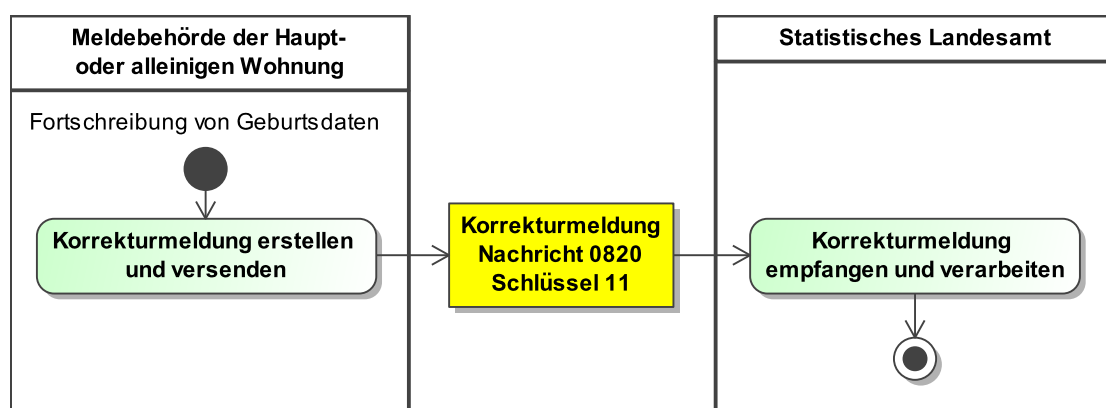 Meldebehörde der Haupt-
oder alleinigen Wohnung
Statistisches Landesamt
Fortschreibung von Geburtsdaten
Korrekturmeldung erstellen
und versenden
Korrekturmeldung
Nachricht 0820
Schlüssel 11
Korrekturmeldung
empfangen und verarbeiten